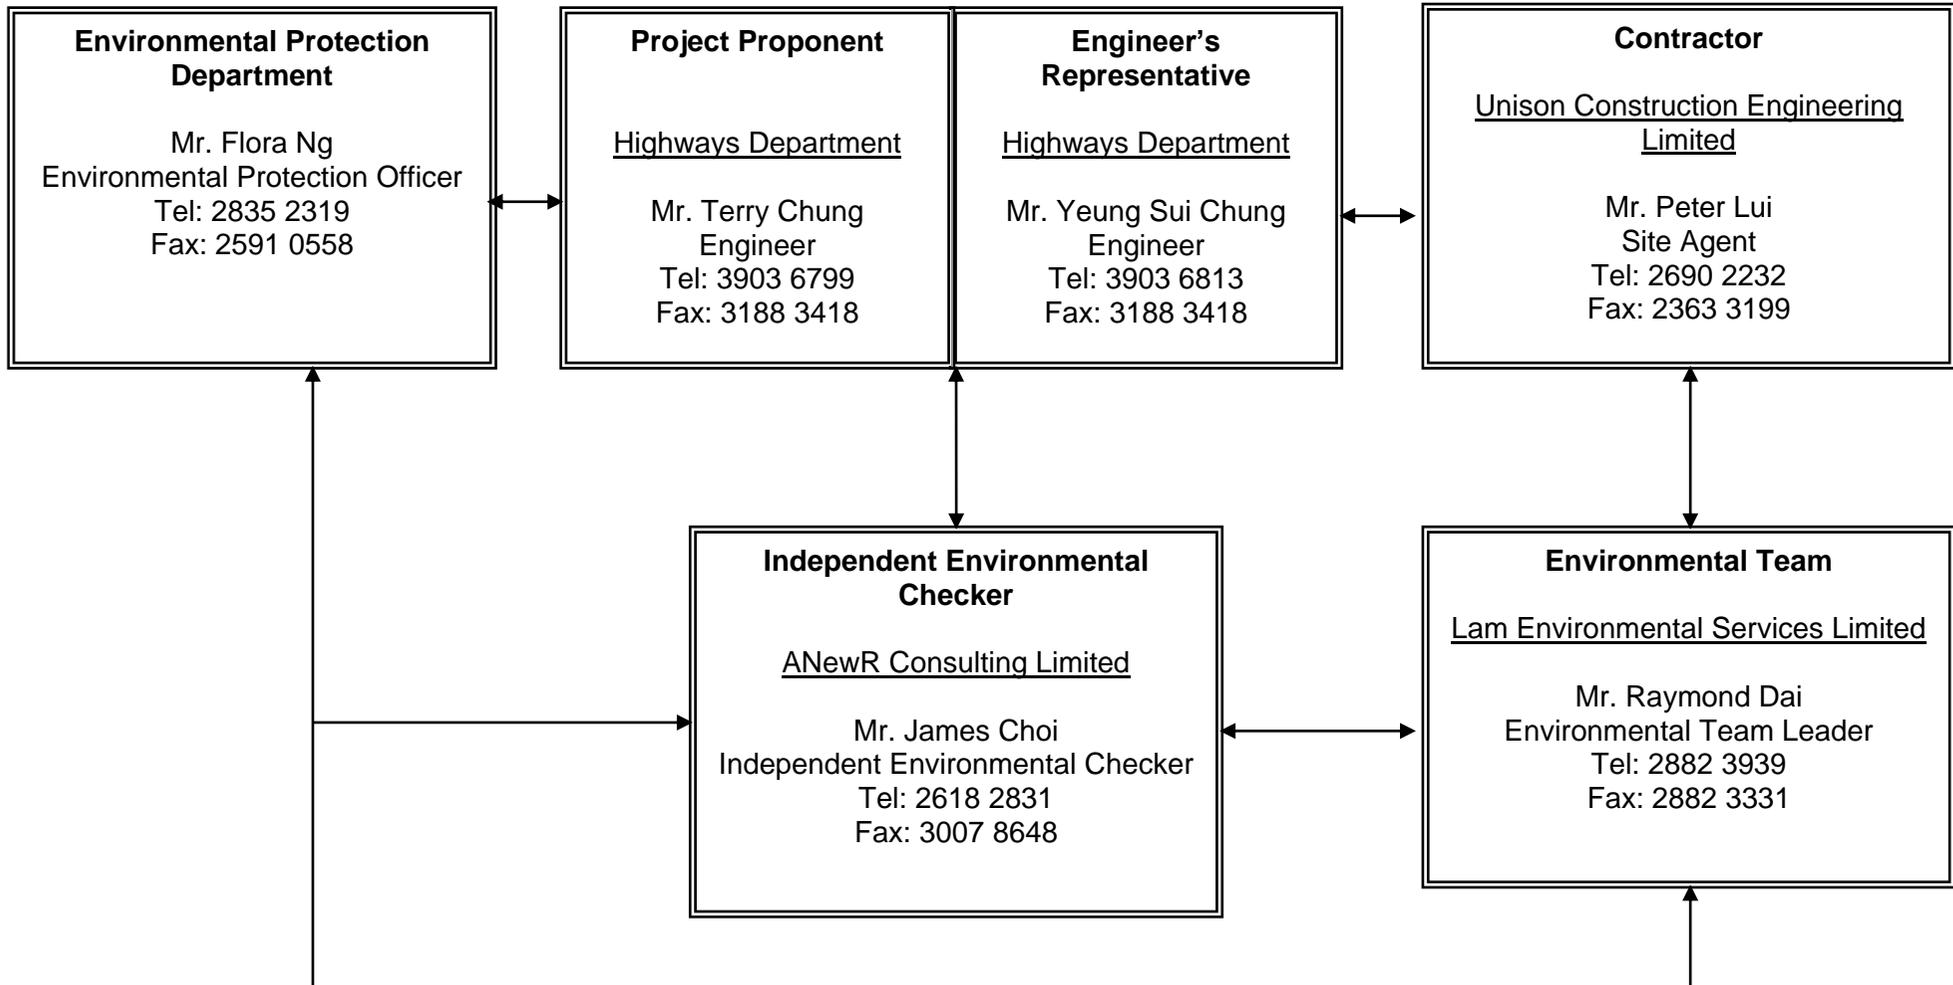 Environmental Protection
Department
Mr. Flora Ng
Environmental Protection Officer
Tel: 2835 2319
Fax: 2591 0558
Project Proponent
Highways Department
Mr. Terry Chung
Engineer
Tel: 3903 6799
Fax: 3188 3418
Engineer’s
Representative
Highways Department
Mr. Yeung Sui Chung
Engineer
Tel: 3903 6813
Fax: 3188 3418
Contractor
Unison Construction Engineering
Limited
Mr. Peter Lui
Site Agent
Tel: 2690 2232
Fax: 2363 3199
Independent Environmental
Checker
ANewR Consulting Limited
Mr. James Choi
Independent Environmental Checker
Tel: 2618 2831
Fax: 3007 8648
Environmental Team
Lam Environmental Services Limited
Mr. Raymond Dai
Environmental Team Leader
Tel: 2882 3939
Fax: 2882 3331